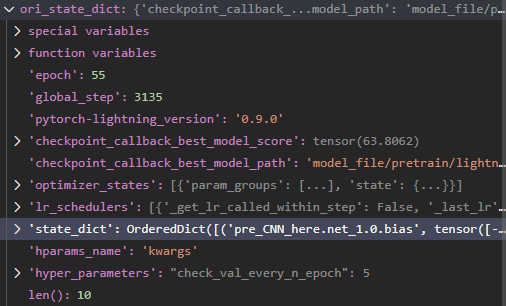 ori_state_dict: {'checkpoint_callback_...model_path': 'model_file/p...
special variables
function variables
'epoch': 55
'global_step': 3135
'pytorch-lightning_version': '0.9.0'
'checkpoint_callback_best_model_score': tensor(63.8062)
'checkpoint_callback_best_model_path': 'model_file/pretrain/lightn...
'optimizer_states': [{'param_groups': [...], 'state': {...}}]
'lr_schedulers': [{'_get_lr_called_within_step': False, '_last_lr'...
'state_dict': OrderedDict([('pre_CNN_here.net_1.0.bias', tensor([-...
'hparams_name': 'kwargs'
'hyper_parameters': "check_val_every_n_epoch": 5
len(): 10